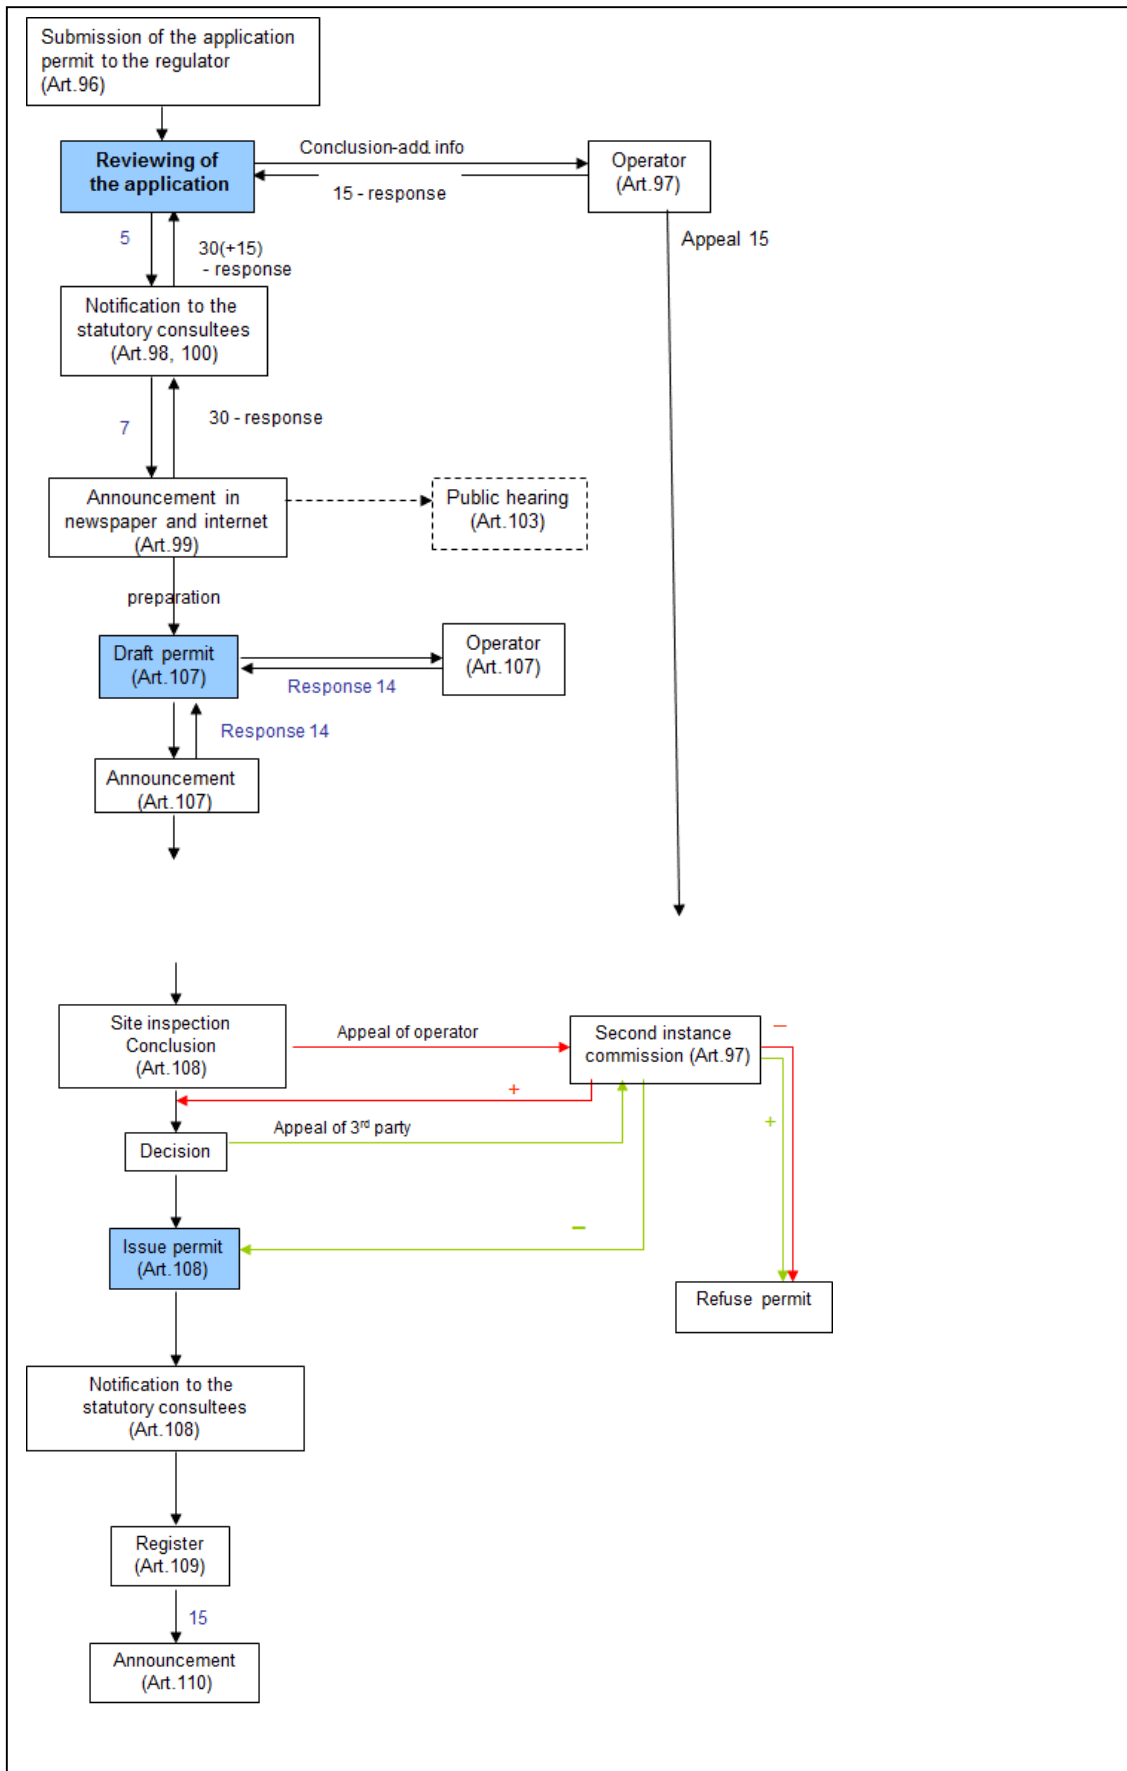 Submission of the application
permit to the regulator
(Art.96)
Reviewing of
the application
Conclusion-add.info
15 - response
Operator
(Art.97)
5
30(+15)
- response
Appeal 15
Notification to the
statutory consultees
(Art.98, 100)
7
30 - response
Announcement in
newspaper and internet
(Art.99)
Public hearing
(Art.103)
preparation
Draft permit
(Art.107)
Operator
(Art.107)
Response 14
Response 14
Announcement
(Art.107)
Site inspection
Conclusion
(Art.108)
Appeal of operator
Second instance
commission (Art.97)
–
+
+
Appeal of 3rd party
Decision
–
Issue permit
(Art.108)
Refuse permit
Notification to the
statutory consultees
(Art.108)
Register
(Art.109)
15
Announcement
(Art.110)